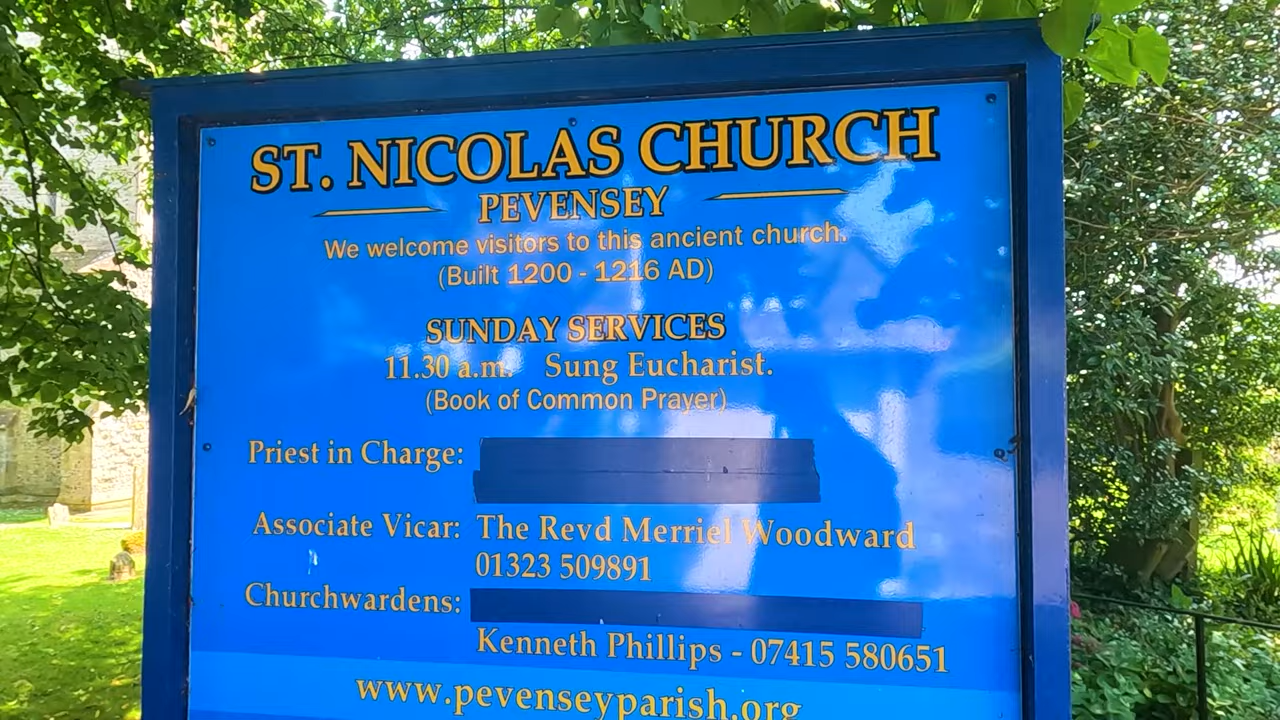 ST. NICOLAS CHURCH
PEVENSEY
We welcome visitors to this ancient church.
(Built 1200 - 1216 AD)
SUNDAY SERVICES
11.30 a.m. Sung Eucharist.
(Book of Common Prayer)
Priest in Charge:
Associate Vicar: The Revd Merriel Woodward
01323 509891
Churchwardens:
Kenneth Phillips - 07415 580651
www.pevenseyparish.org